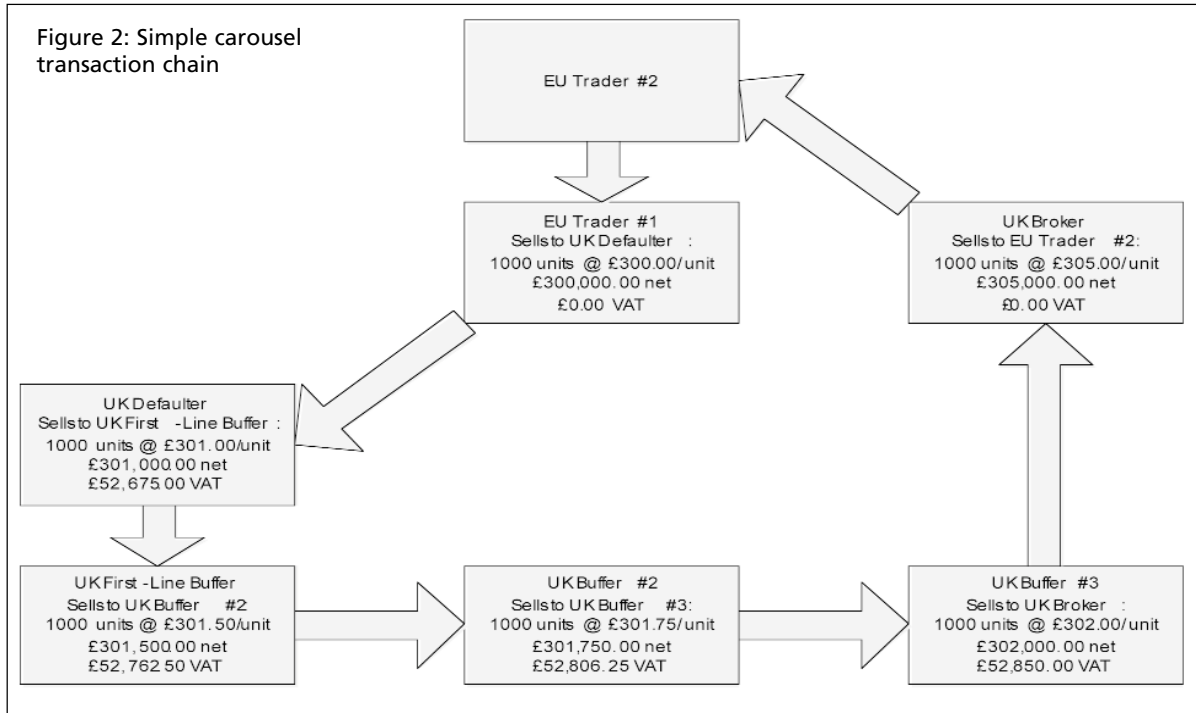 Figure 2: Simple carousel
transaction chain
EU Trader #2
EU Trader #1
Sells to UK Defaulter :
1000 units @ £300.00/unit
£300,000.00 net
£0.00 VAT
UK Broker
Sells to EU Trader #2:
1000 units @ £305.00/unit
£305,000.00 net
£0.00 VAT
UK Defaulter
Sells to UK First -Line Buffer :
1000 units @ £301.00/unit
£301,000.00 net
£52,675.00 VAT
UK First -Line Buffer
Sells to UK Buffer #2
1000 units @ £301.50/unit
£301,500.00 net
£52,762.50 VAT
UK Buffer #2
Sells to UK Buffer #3:
1000 units @ £301.75/unit
£301,750.00 net
£52,806.25 VAT
UK Buffer #3
Sells to UK Broker :
1000 units @ £302.00/unit
£302,000.00 net
£52,850.00 VAT